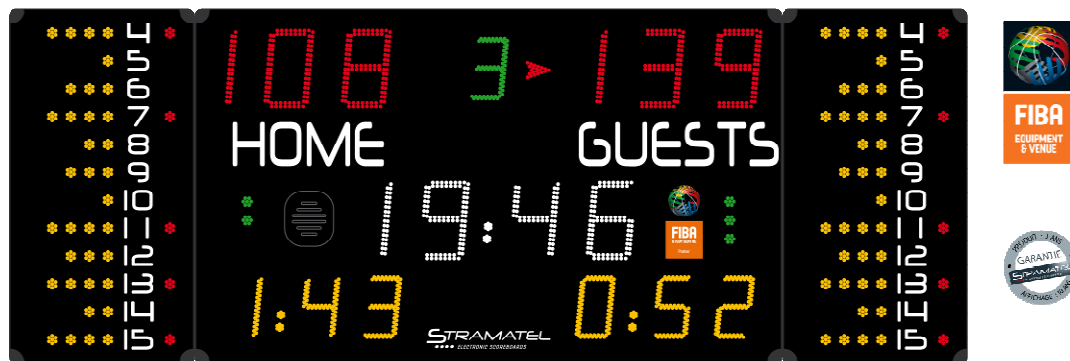 4 108 3 139 4
5 5
6 6
7 7
HOME GUESTS
8 8
9 9
10 19:46 10
11 11
12 12
13 1:43 0:52 13
14 14
15 15
STRAMATEL
ELECTRONIC SCOREBOARDS
FIBA
FIBA
EQUIPMENT
& VENUE
GARANTIE
STRAMATEL